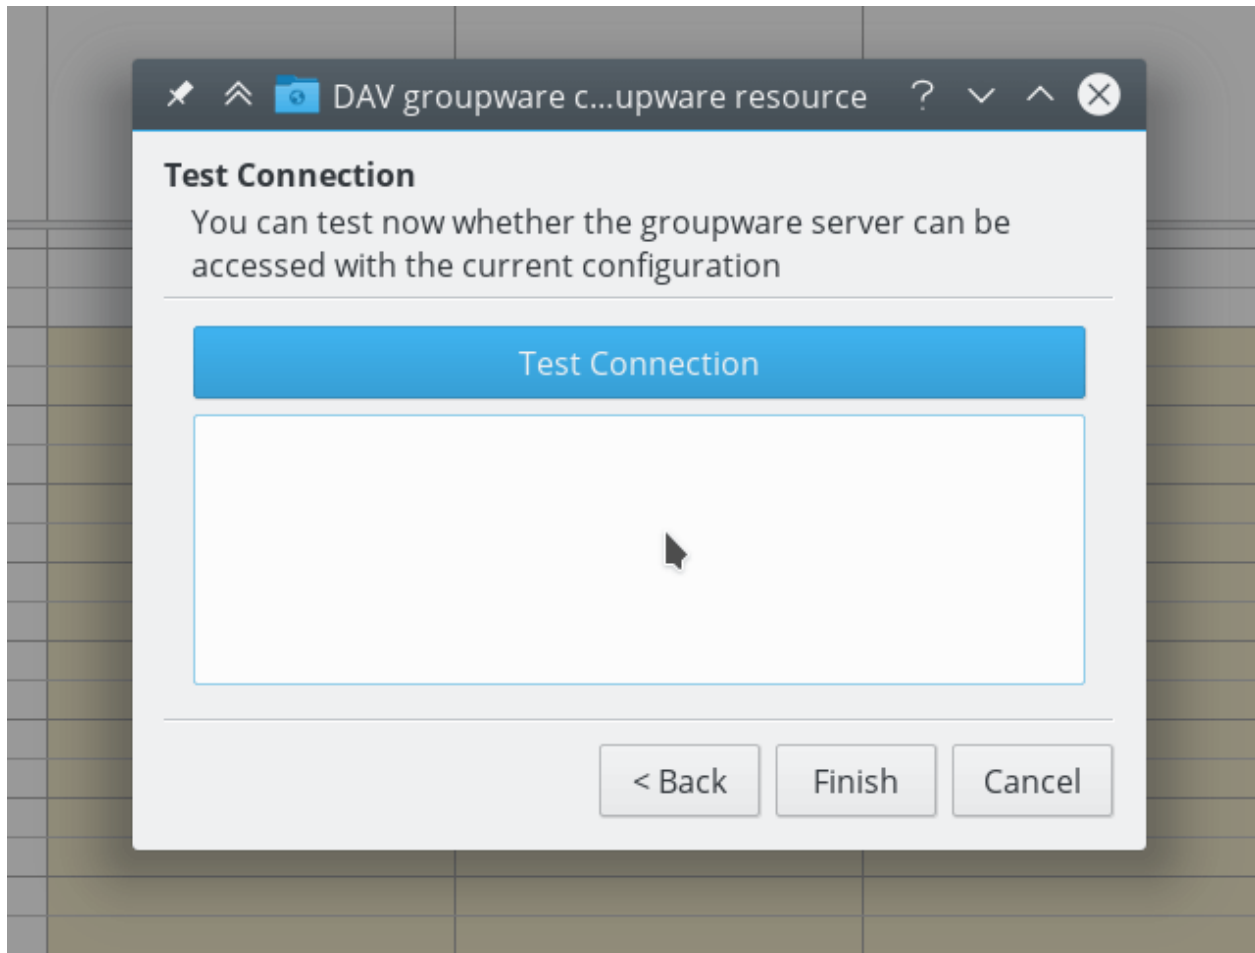 DAV groupware c...upware resource ?
Test Connection
You can test now whether the groupware server can be
accessed with the current configuration
Test Connection
< Back Finish Cancel